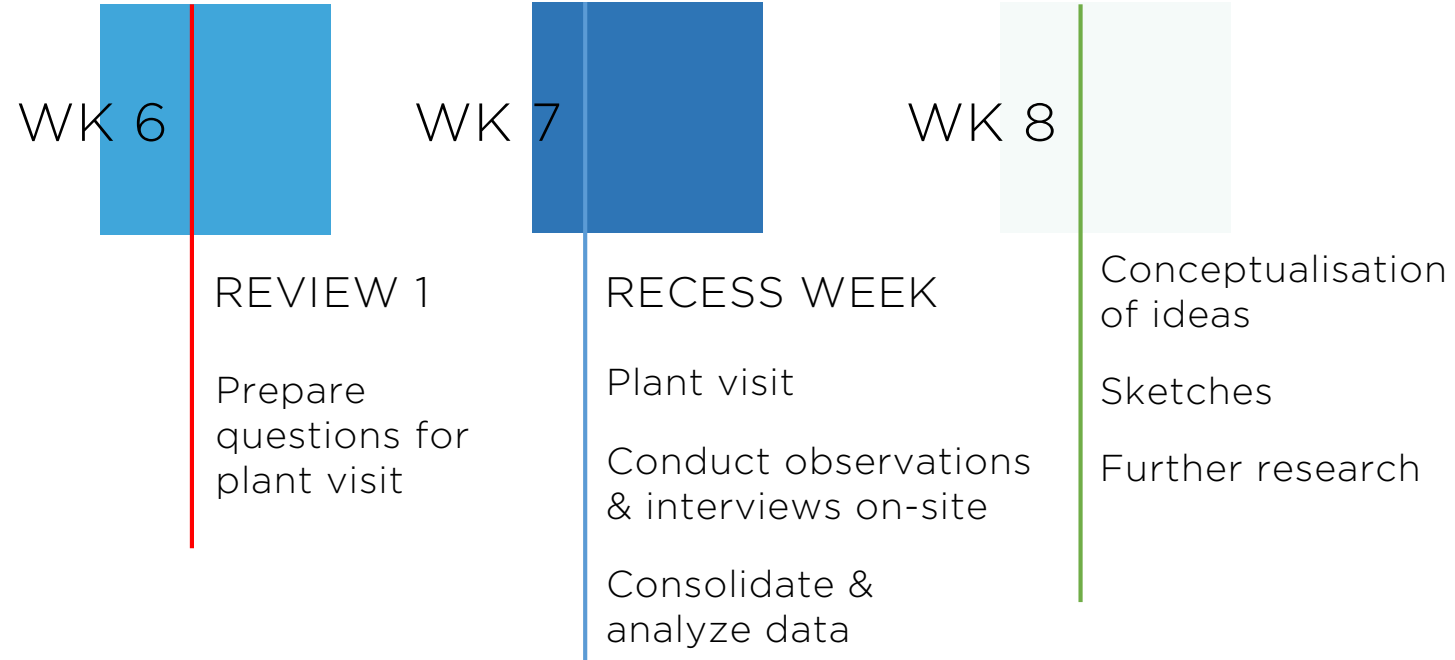 WK 6
REVIEW 1
Prepare
questions for
plant visit
WK 7
RECESS WEEK
Plant visit
Conduct observations
& interviews on-site
Consolidate &
analyze data
WK 8
Conceptualisation
of ideas
Sketches
Further research